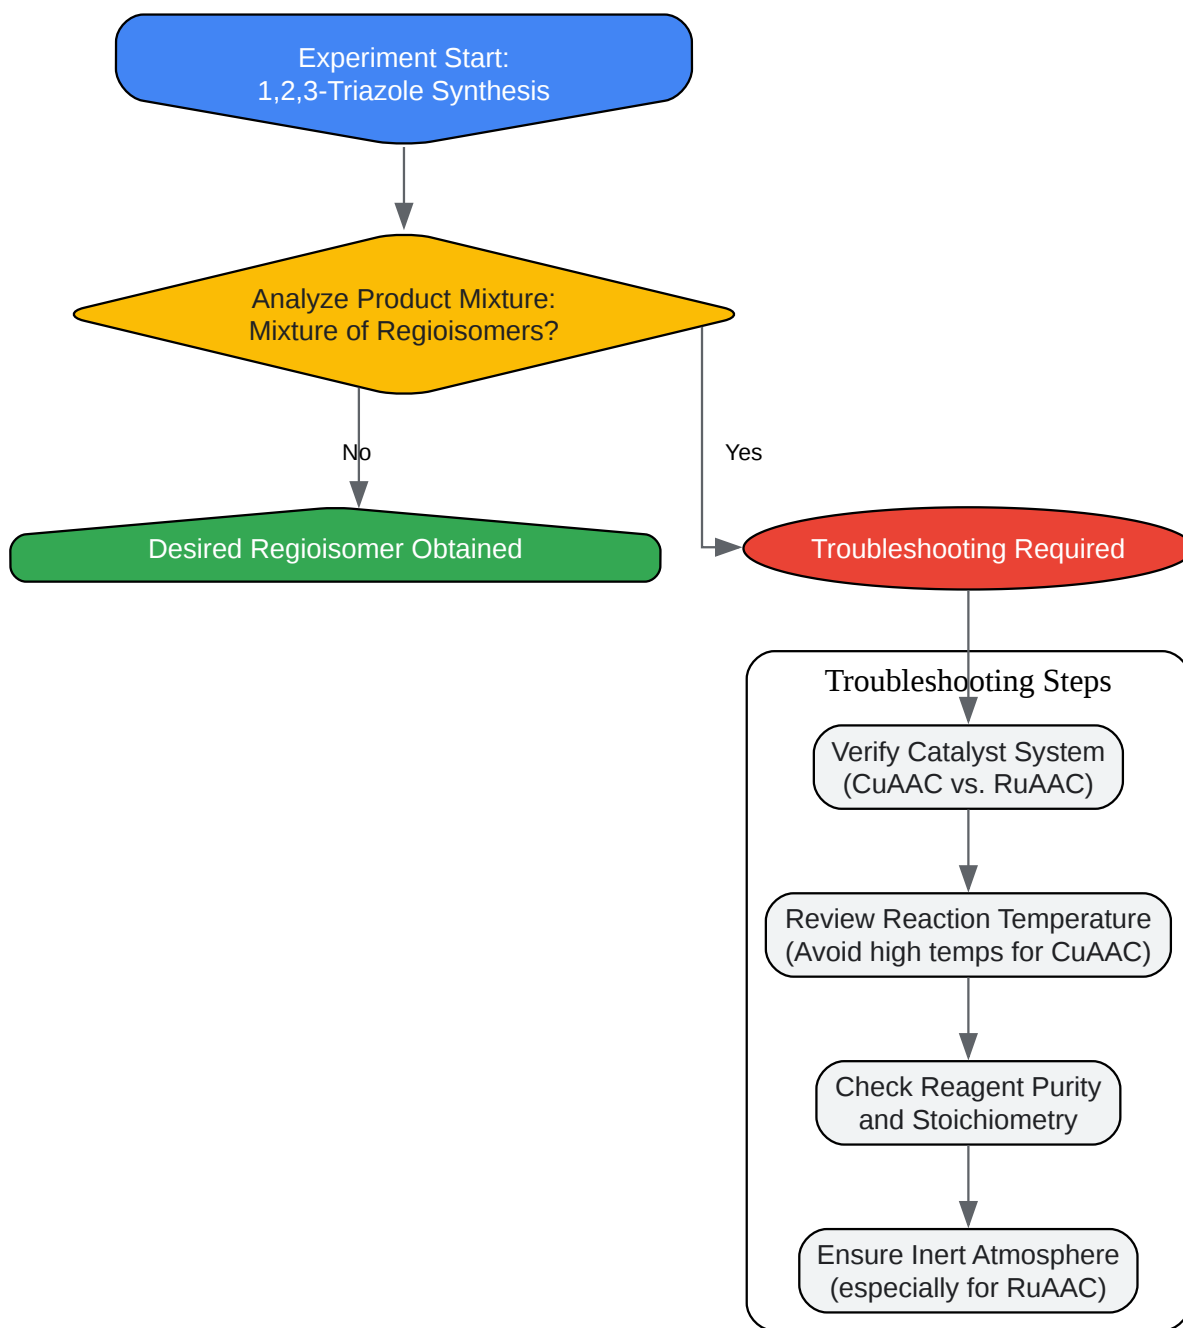 Experiment Start:
1,2,3-Triazole Synthesis
Analyze Product Mixture:
Mixture of Regioisomers?
No
Yes
Desired Regioisomer Obtained
Troubleshooting Required
Troubleshooting Steps
Verify Catalyst System
(CuAAC vs. RuAAC)
Review Reaction Temperature
(Avoid high temps for CuAAC)
Check Reagent Purity
and Stoichiometry
Ensure Inert Atmosphere
(especially for RuAAC)